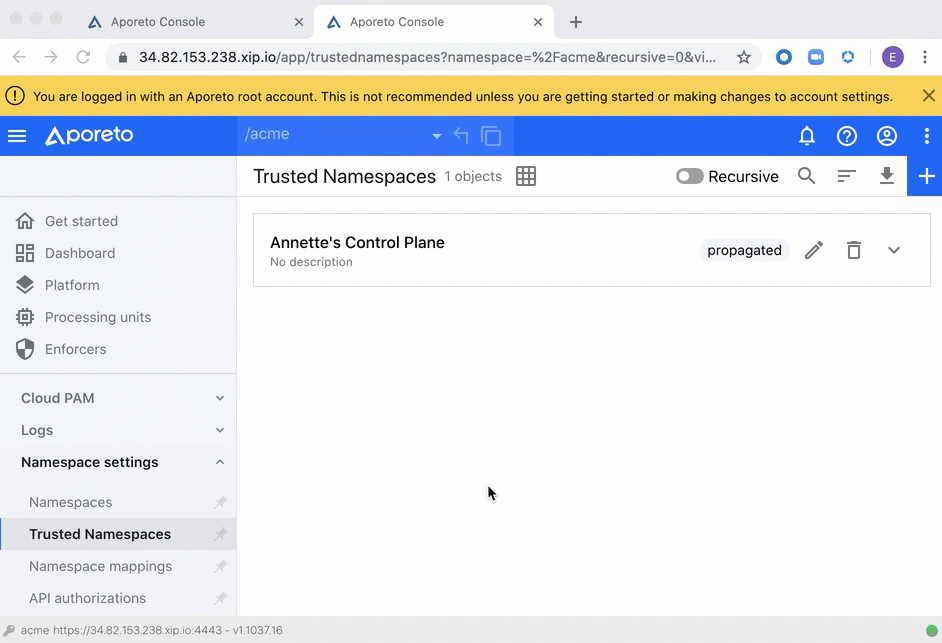 Aporeto Console
Aporeto Console
34.82.153.238.xip.io/app/trustednamespaces?namespace=%2Facme&recursive=0&vi...
E
You are logged in with an Aporeto root account. This is not recommended unless you are getting started or making changes to account settings.
aporeto
/acme
Trusted Namespaces 1 objects
Recursive
Get started
Dashboard
Platform
Processing units
Enforcers
Cloud PAM
Logs
Namespace settings
Namespaces
Trusted Namespaces
Namespace mappings
API authorizations
Annette's Control Plane
No description
propagated
acme https://34.82.153.238.xip.io:4443 - v1.1037.16